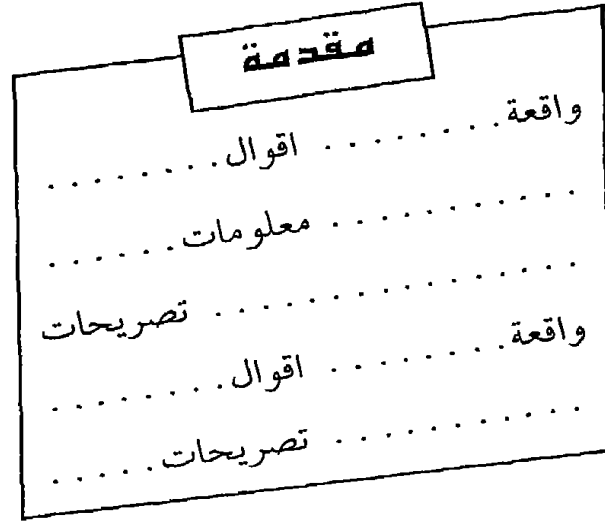 مقدمة
واقعة . . . . . . . . اقوال . . . . . . . .
. . . . . . . . . . . معلومات . . . . . .
. . . . . . . . . . . . . . . . تصريحات
واقعة . . . . . . . . اقوال . . . . . . . .
. . . . . . . . . . . تصريحات . . . . .